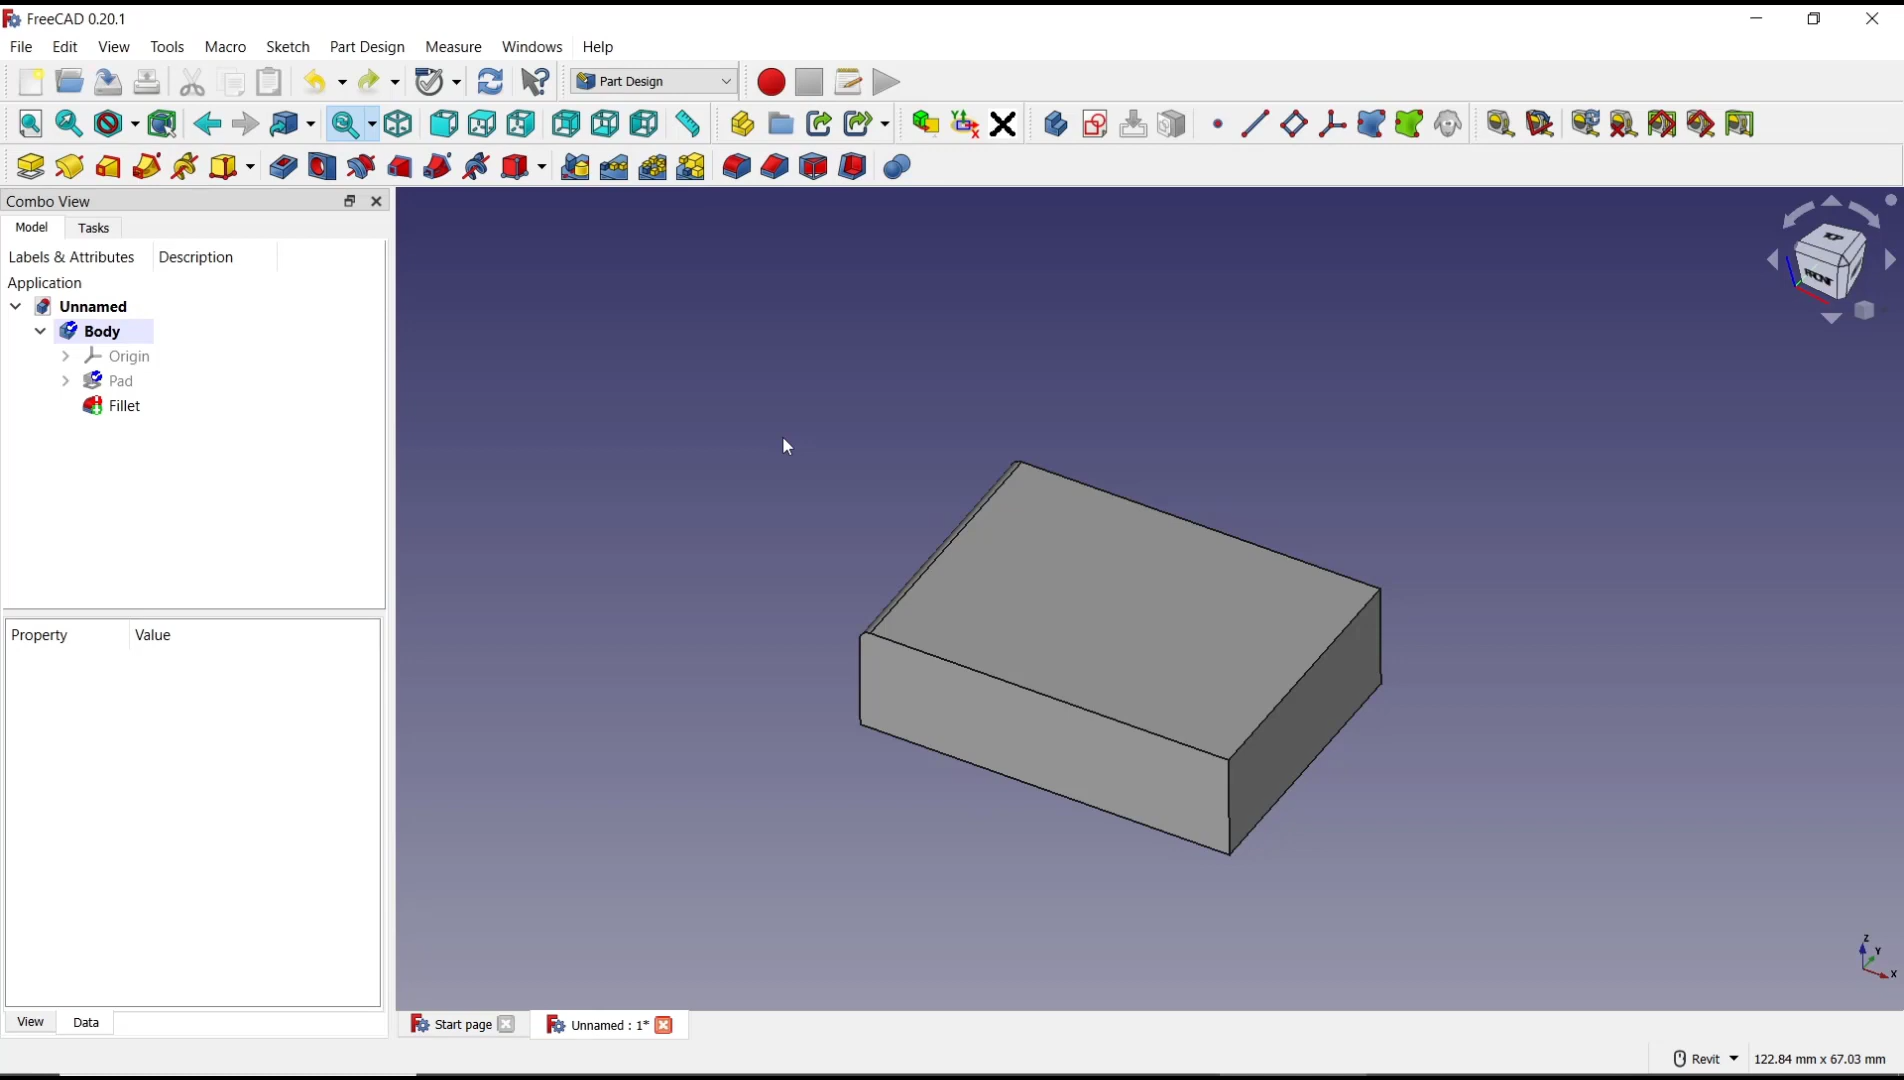 FreeCAD 0.20.1
File Edit View Tools Macro Sketch Part Design Measure Windows Help
Part Design
Combo View
Model Tasks
Labels & Attributes Description
Application
Unnamed
Body
Origin
Pad
Fillet
FRONT
Property Value
Z
Y
X
View Data
Start page Unnamed : 1*
Revit 122.84 mm x 67.03 mm